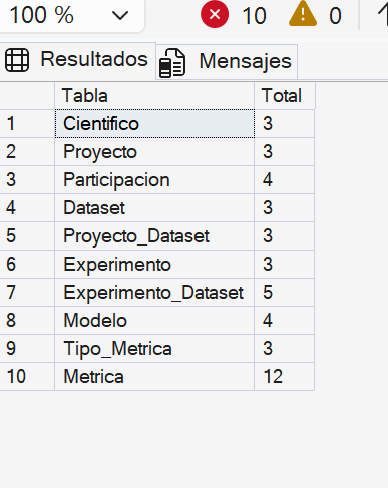 100 % 10 0
Resultados Mensajes
Tabla Total
1 Cientifico 3
2 Proyecto 3
3 Participacion 4
4 Dataset 3
5 Proyecto_Dataset 3
6 Experimento 3
7 Experimento_Dataset 5
8 Modelo 4
9 Tipo_Metrica 3
10 Metrica 12